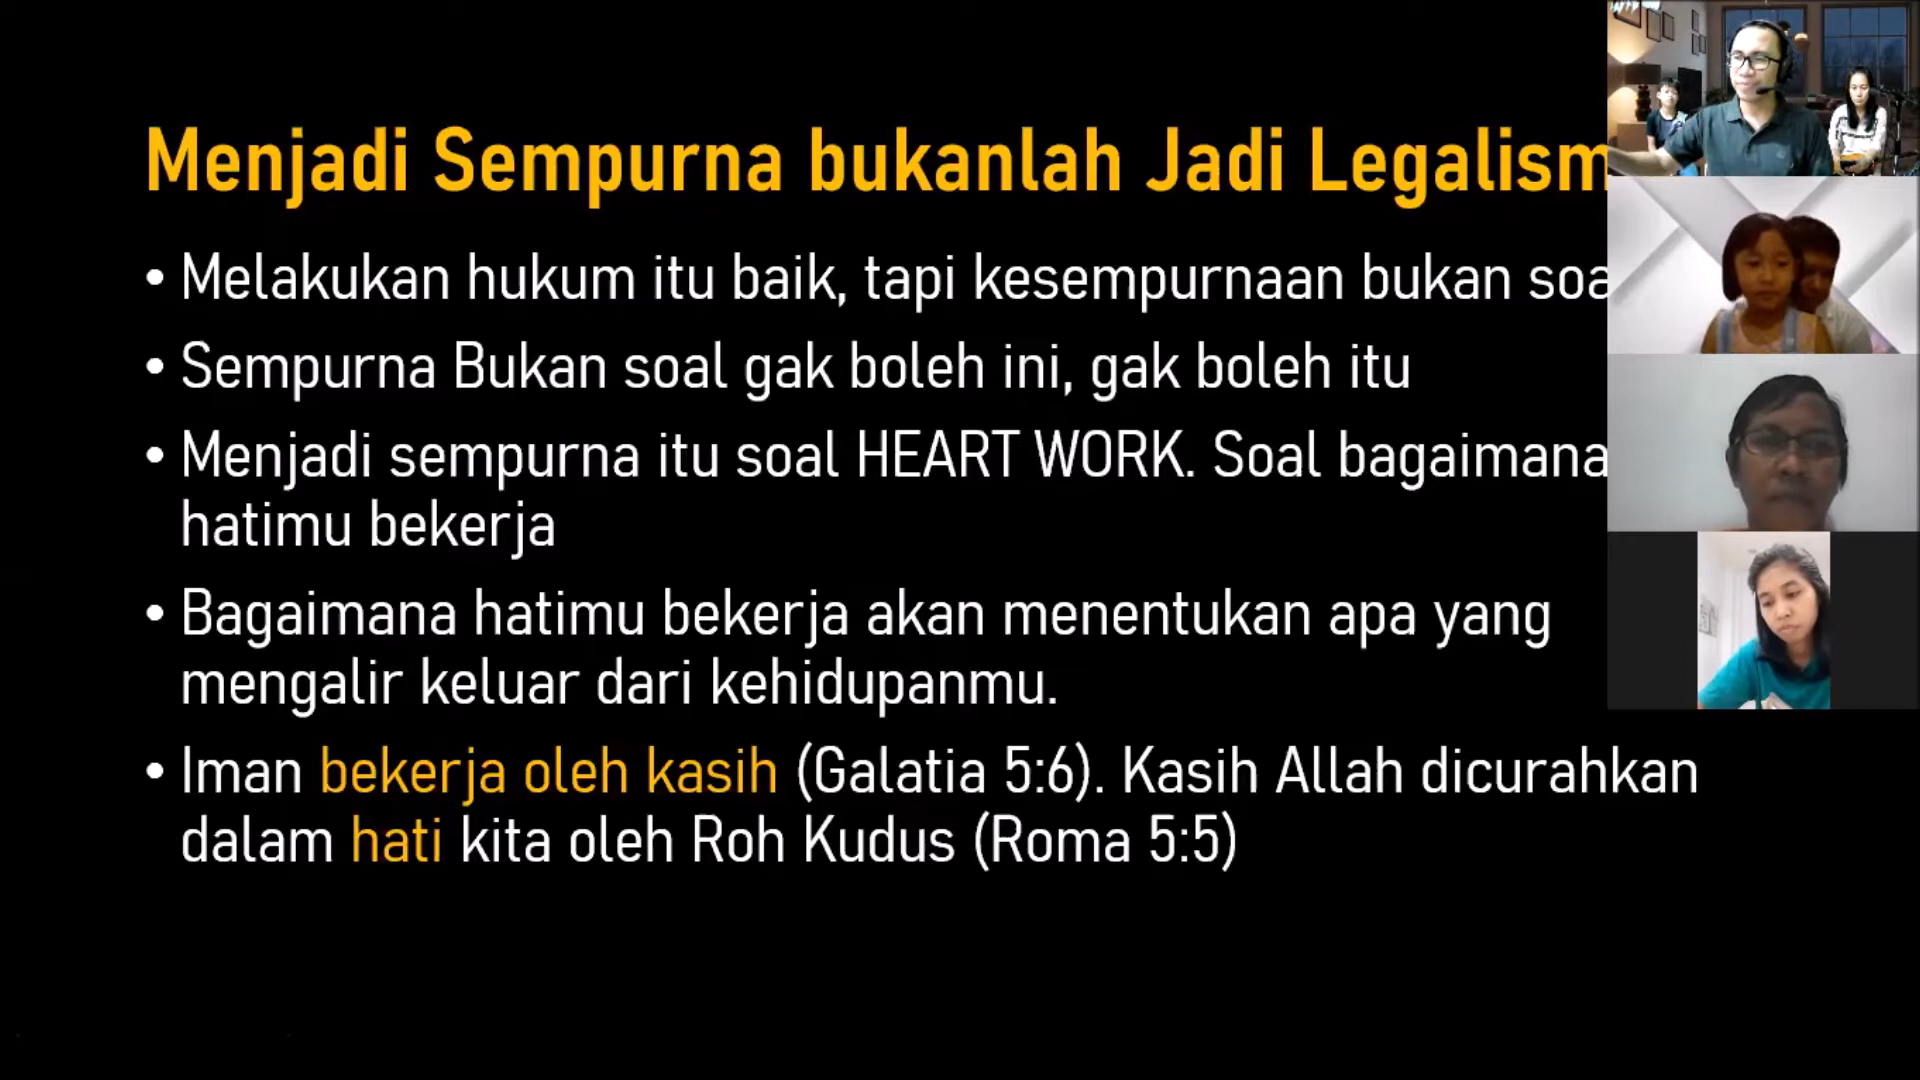 Menjadi Sempurna bukanlah Jadi Legalism
• Melakukan hukum itu baik, tapi kesempurnaan bukan soa
• Sempurna Bukan soal gak boleh ini, gak boleh itu
• Menjadi sempurna itu soal HEART WORK. Soal bagaimana
hatimu bekerja
• Bagaimana hatimu bekerja akan menentukan apa yang
mengalir keluar dari kehidupanmu.
• Iman bekerja oleh kasih (Galatia 5:6). Kasih Allah dicurahkan
dalam hati kita oleh Roh Kudus (Roma 5:5)